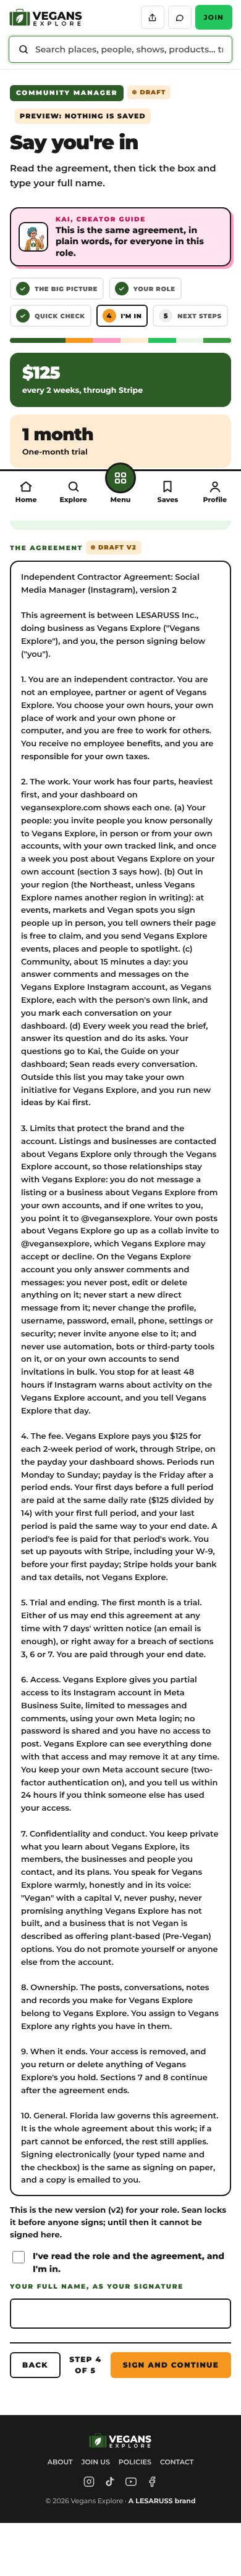 VEGANS
EXPLORE
JOIN
Search places, people, shows, products... tr
COMMUNITY MANAGER
DRAFT
PREVIEW: NOTHING IS SAVED
Say you're in
Read the agreement, then tick the box and
type your full name.
KAI, CREATOR GUIDE
This is the same agreement, in
plain words, for everyone in this
role.
THE BIG PICTURE
YOUR ROLE
QUICK CHECK
4 I'M IN
5 NEXT STEPS
$125
every 2 weeks, through Stripe
1 month
One-month trial
Home
Explore
Menu
Saves
Profile
THE AGREEMENT
DRAFT V2
Independent Contractor Agreement: Social
Media Manager (Instagram), version 2
This agreement is between LESARUSS Inc.,
doing business as Vegans Explore ("Vegans
Explore"), and you, the person signing below
("you").
1. You are an independent contractor. You are
not an employee, partner or agent of Vegans
Explore. You choose your own hours, your own
place of work and your own phone or
computer, and you are free to work for others.
You receive no employee benefits, and you are
responsible for your own taxes.
2. The work. Your work has four parts, heaviest
first, and your dashboard on
vegansexplore.com shows each one. (a) Your
people: you invite people you know personally
to Vegans Explore, in person or from your own
accounts, with your own tracked link, and once
a week you post about Vegans Explore on your
own account (section 3 says how). (b) Out in
your region (the Northeast, unless Vegans
Explore names another region in writing): at
events, markets and Vegan spots you sign
people up in person, you tell owners their page
is free to claim, and you send Vegans Explore
events, places and people to spotlight. (c)
Community, about 15 minutes a day: you
answer comments and messages on the
Vegans Explore Instagram account, as Vegans
Explore, each with the person's own link, and
you mark each conversation on your
dashboard. (d) Every week you read the brief,
answer its question and do its asks. Your
questions go to Kai, the Guide on your
dashboard; Sean reads every conversation.
Outside this list you may take your own
initiative for Vegans Explore, and you run new
ideas by Kai first.
3. Limits that protect the brand and the
account. Listings and businesses are contacted
about Vegans Explore only through the Vegans
Explore account, so those relationships stay
with Vegans Explore: you do not message a
listing or a business about Vegans Explore from
your own accounts, and if one writes to you,
you point it to @vegansexplore. Your own posts
about Vegans Explore go up as a collab invite to
@vegansexplore, which Vegans Explore may
accept or decline. On the Vegans Explore
account you only answer comments and
messages: you never post, edit or delete
anything on it; never start a new direct
message from it; never change the profile,
username, password, email, phone, settings or
security; never invite anyone else to it; and
never use automation, bots or third-party tools
on it, or on your own accounts to send
invitations in bulk. You stop for at least 48
hours if Instagram warns about activity on the
Vegans Explore account, and you tell Vegans
Explore that day.
4. The fee. Vegans Explore pays you $125 for
each 2-week period of work, through Stripe, on
the payday your dashboard shows. Periods run
Monday to Sunday; payday is the Friday after a
period ends. Your first days before a full period
are paid at the same daily rate ($125 divided by
14) with your first full period, and your last
period is paid the same way to your end date. A
period's fee is paid for that period's work. You
set up payouts with Stripe, including your W-9,
before your first payday; Stripe holds your bank
and tax details, not Vegans Explore.
5. Trial and ending. The first month is a trial.
Either of us may end this agreement at any
time with 7 days' written notice (an email is
enough), or right away for a breach of sections
3, 6 or 7. You are paid through your end date.
6. Access. Vegans Explore gives you partial
access to its Instagram account in Meta
Business Suite, limited to messages and
comments, using your own Meta login; no
password is shared and you have no access to
post. Vegans Explore can see everything done
with that access and may remove it at any time.
You keep your own Meta account secure (two-
factor authentication on), and you tell us within
24 hours if you think someone else has used
your access.
7. Confidentiality and conduct. You keep private
what you learn about Vegans Explore, its
members, the businesses and people you
contact, and its plans. You speak for Vegans
Explore warmly, honestly and in its voice:
"Vegan" with a capital V, never pushy, never
promising anything Vegans Explore has not
built, and a business that is not Vegan is
described as offering plant-based (Pre-Vegan)
options. You do not promote yourself or anyone
else from the account.
8. Ownership. The posts, conversations, notes
and records you make for Vegans Explore
belong to Vegans Explore. You assign to Vegans
Explore any rights you have in them.
9. When it ends. Your access is removed, and
you return or delete anything of Vegans
Explore's you hold. Sections 7 and 8 continue
after the agreement ends.
10. General. Florida law governs this agreement.
It is the whole agreement about this work; if a
part cannot be enforced, the rest still applies.
Signing electronically (your typed name and
the checkbox) is the same as signing on paper,
and a copy is emailed to you.
This is the new version (v2) for your role. Sean locks
it before anyone signs; until then it cannot be
signed here.
I've read the role and the agreement, and
I'm in.
YOUR FULL NAME, AS YOUR SIGNATURE
BACK
STEP 4
OF 5
SIGN AND CONTINUE
VEGANS
EXPLORE
ABOUT
JOIN US
POLICIES
CONTACT
© 2026 Vegans Explore · A LESARUSS brand